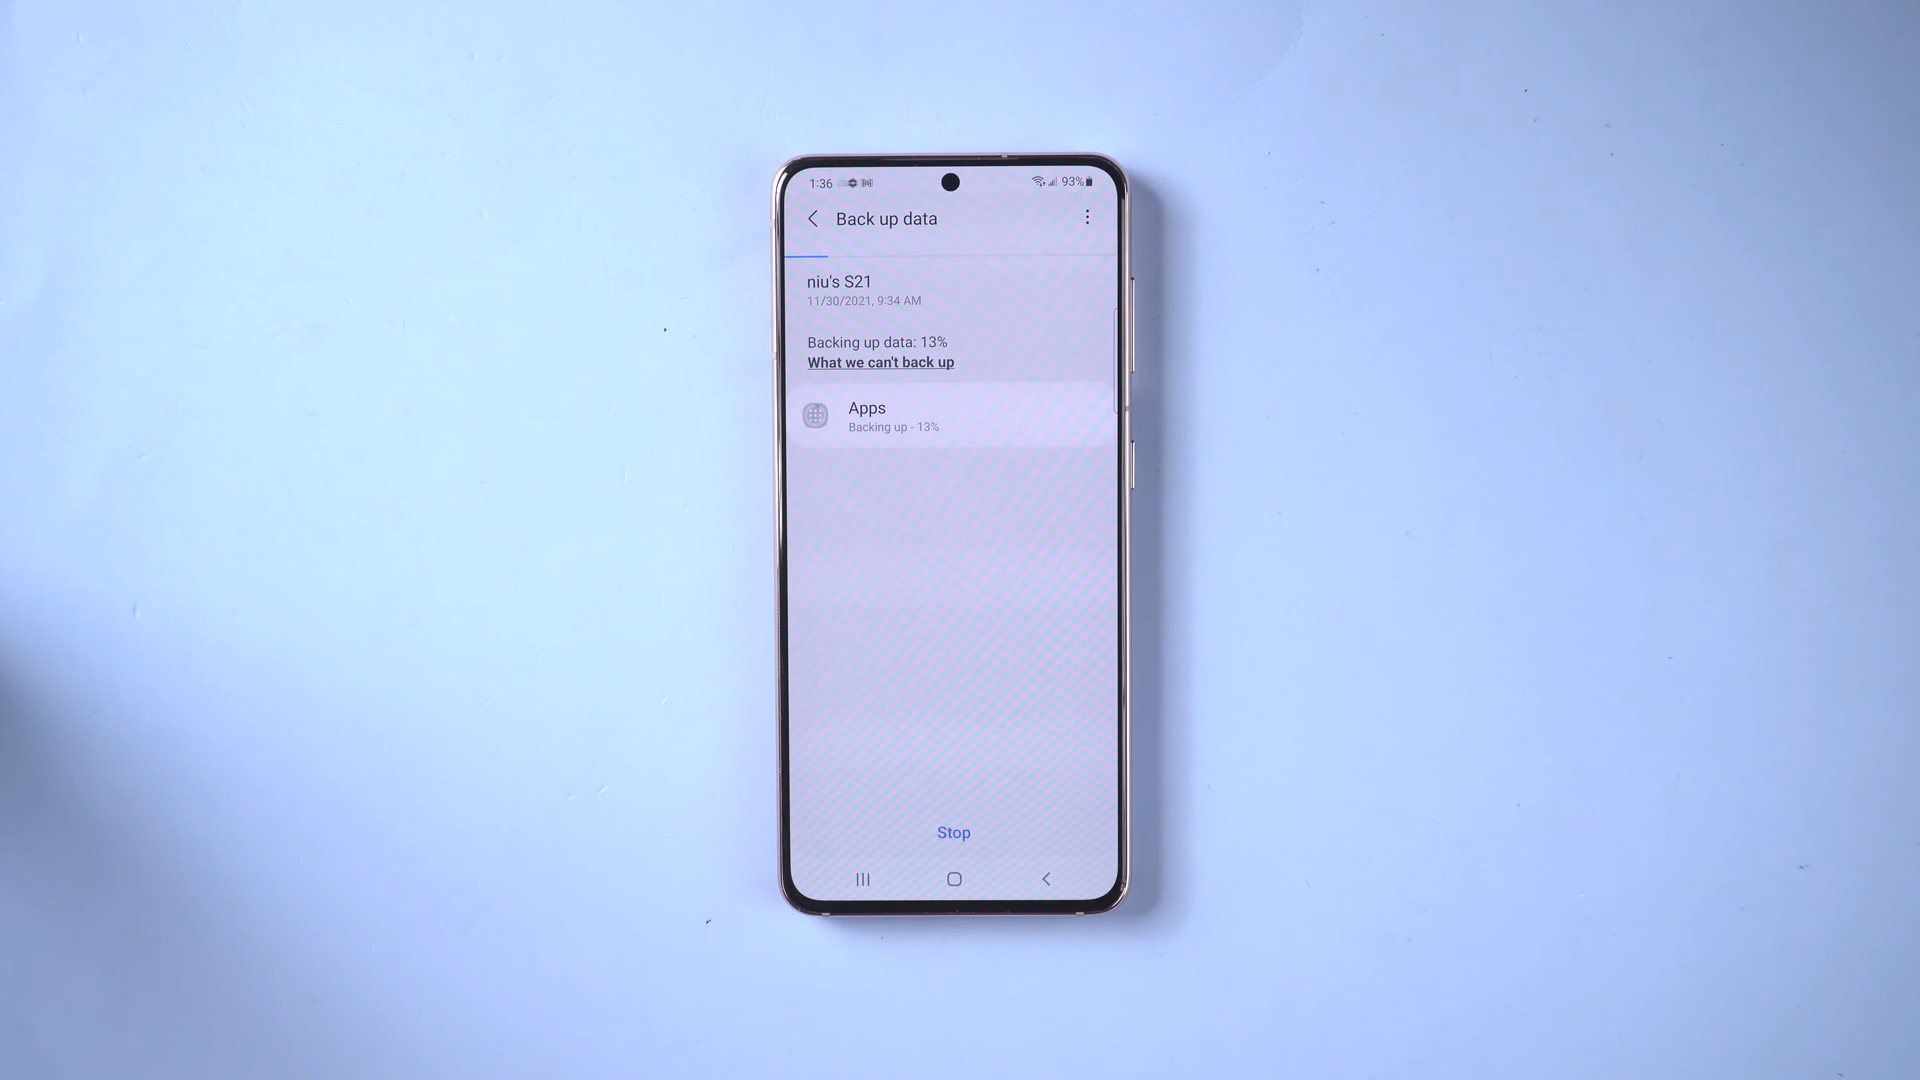 1:36
93%
Back up data
niu's S21
11/30/2021, 9:34 AM
Backing up data: 13%
What we can't back up
Apps
Backing up - 13%
Stop